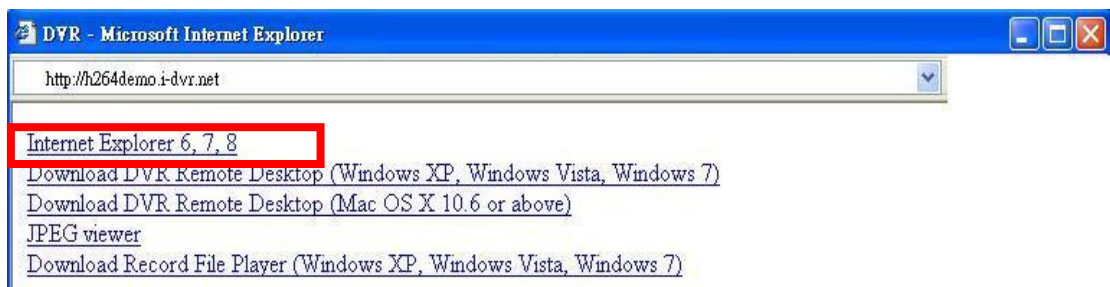 DVR - Microsoft Internet Explorer
http://h264demo.i-dvr.net
Internet Explorer 6, 7, 8
Download DVR Remote Desktop (Windows XP, Windows Vista, Windows 7)
Download DVR Remote Desktop (Mac OS X 10.6 or above)
JPEG viewer
Download Record File Player (Windows XP, Windows Vista, Windows 7)